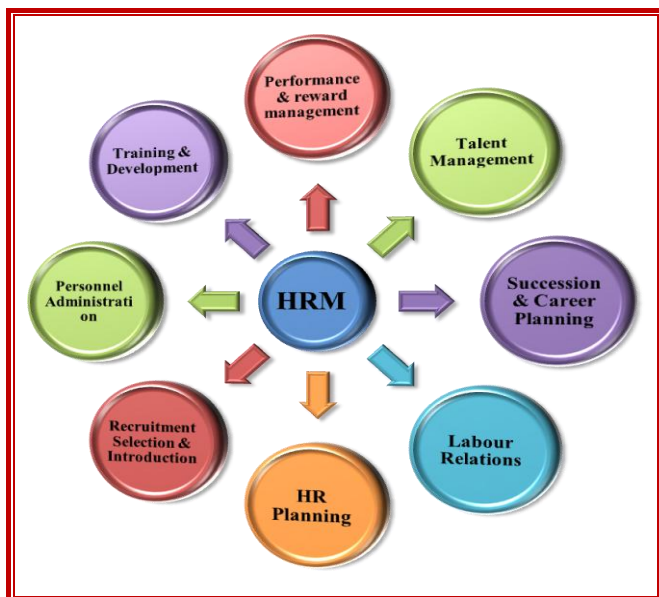 Performance
& reward
management
Talent
Management
Training &
Development
Succession
& Career
Planning
HRM
Personnel
Administrati
on
Labour
Relations
Recruitment
Selection &
Introduction
HR
Planning